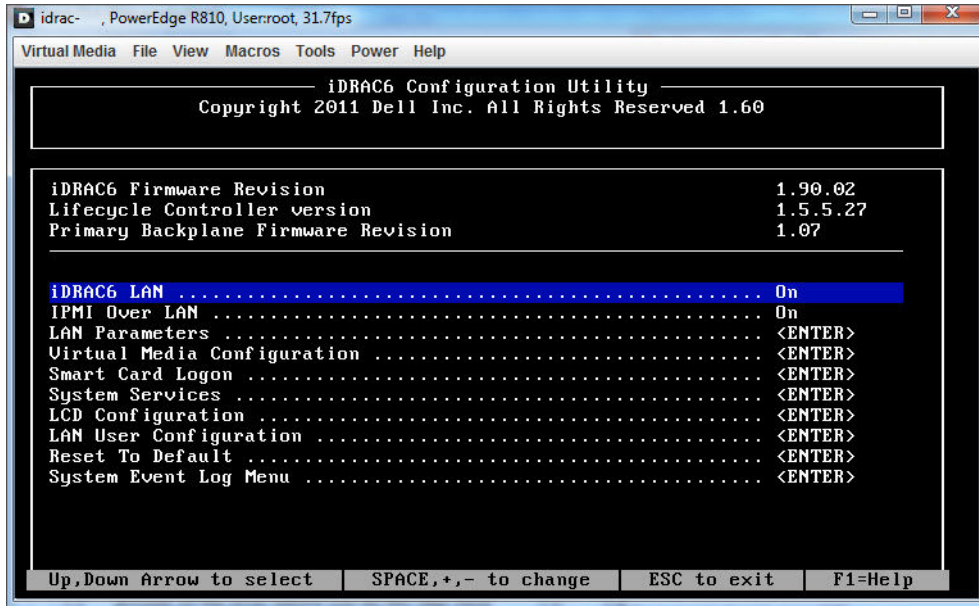 D idrac- , PowerEdge R810, User:root, 31.7fps
Virtual Media File View Macros Tools Power Help
iDRAC6 Configuration Utility
Copyright 2011 Dell Inc. All Rights Reserved 1.60
iDRAC6 Firmware Revision 1.90.02
Lifecycle Controller version 1.5.5.27
Primary Backplane Firmware Revision 1.07
iDRAC6 LAN ................................................... On
IPMI Over LAN ................................................ On
LAN Parameters ............................................... <ENTER>
Virtual Media Configuration .................................. <ENTER>
Smart Card Logon ............................................. <ENTER>
System Services .............................................. <ENTER>
LCD Configuration ............................................ <ENTER>
LAN User Configuration ....................................... <ENTER>
Reset To Default ............................................. <ENTER>
System Event Log Menu ........................................ <ENTER>
Up,Down Arrow to select SPACE,+,- to change ESC to exit F1=Help